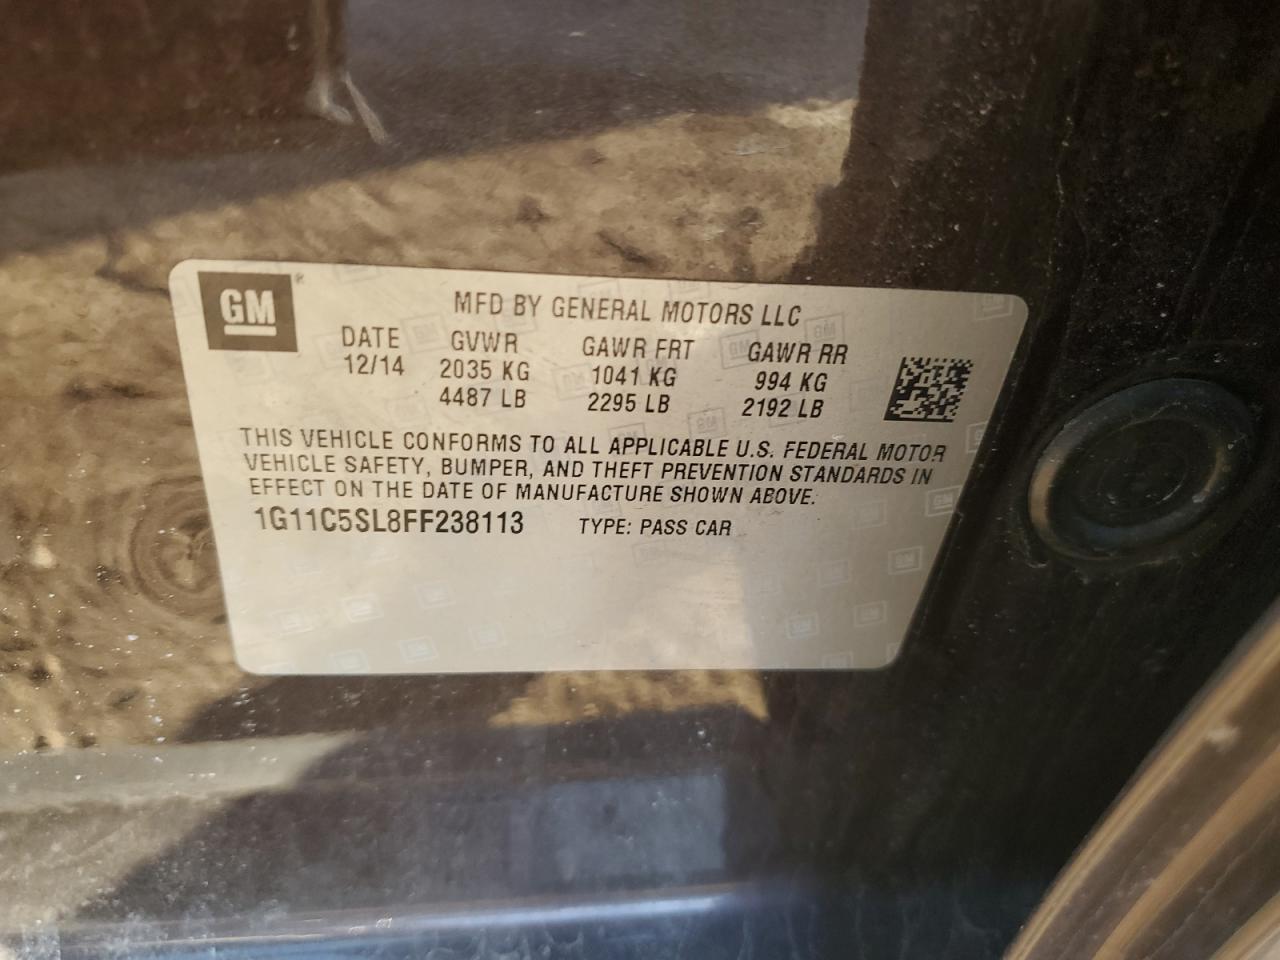 GM ®
MFD BY GENERAL MOTORS LLC
DATE GVWR GAWR FRT GAWR RR
12/14 2035 KG 1041 KG 994 KG
4487 LB 2295 LB 2192 LB
THIS VEHICLE CONFORMS TO ALL APPLICABLE U.S. FEDERAL MOTOR
VEHICLE SAFETY, BUMPER, AND THEFT PREVENTION STANDARDS IN
EFFECT ON THE DATE OF MANUFACTURE SHOWN ABOVE.
1G11C5SL8FF238113 TYPE: PASS CAR